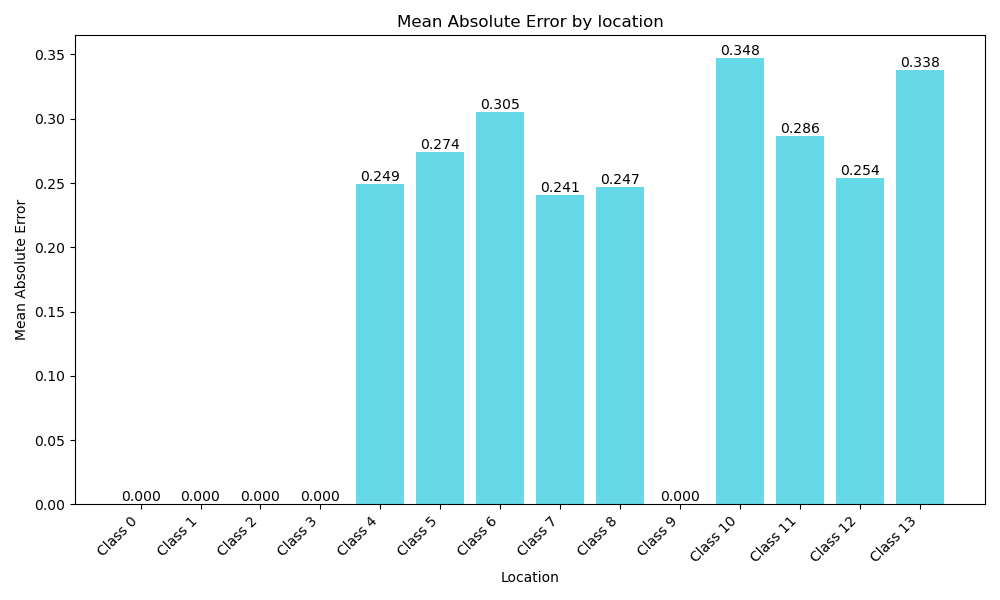 Mean Absolute Error by location
Mean Absolute Error
0.35
0.30
0.25
0.20
0.15
0.10
0.05
0.00
0.000
0.000
0.000
0.000
0.249
0.274
0.305
0.241
0.247
0.000
0.348
0.286
0.254
0.338
Class 0
Class 1
Class 2
Class 3
Class 4
Class 5
Class 6
Class 7
Class 8
Class 9
Class 10
Class 11
Class 12
Class 13
Location